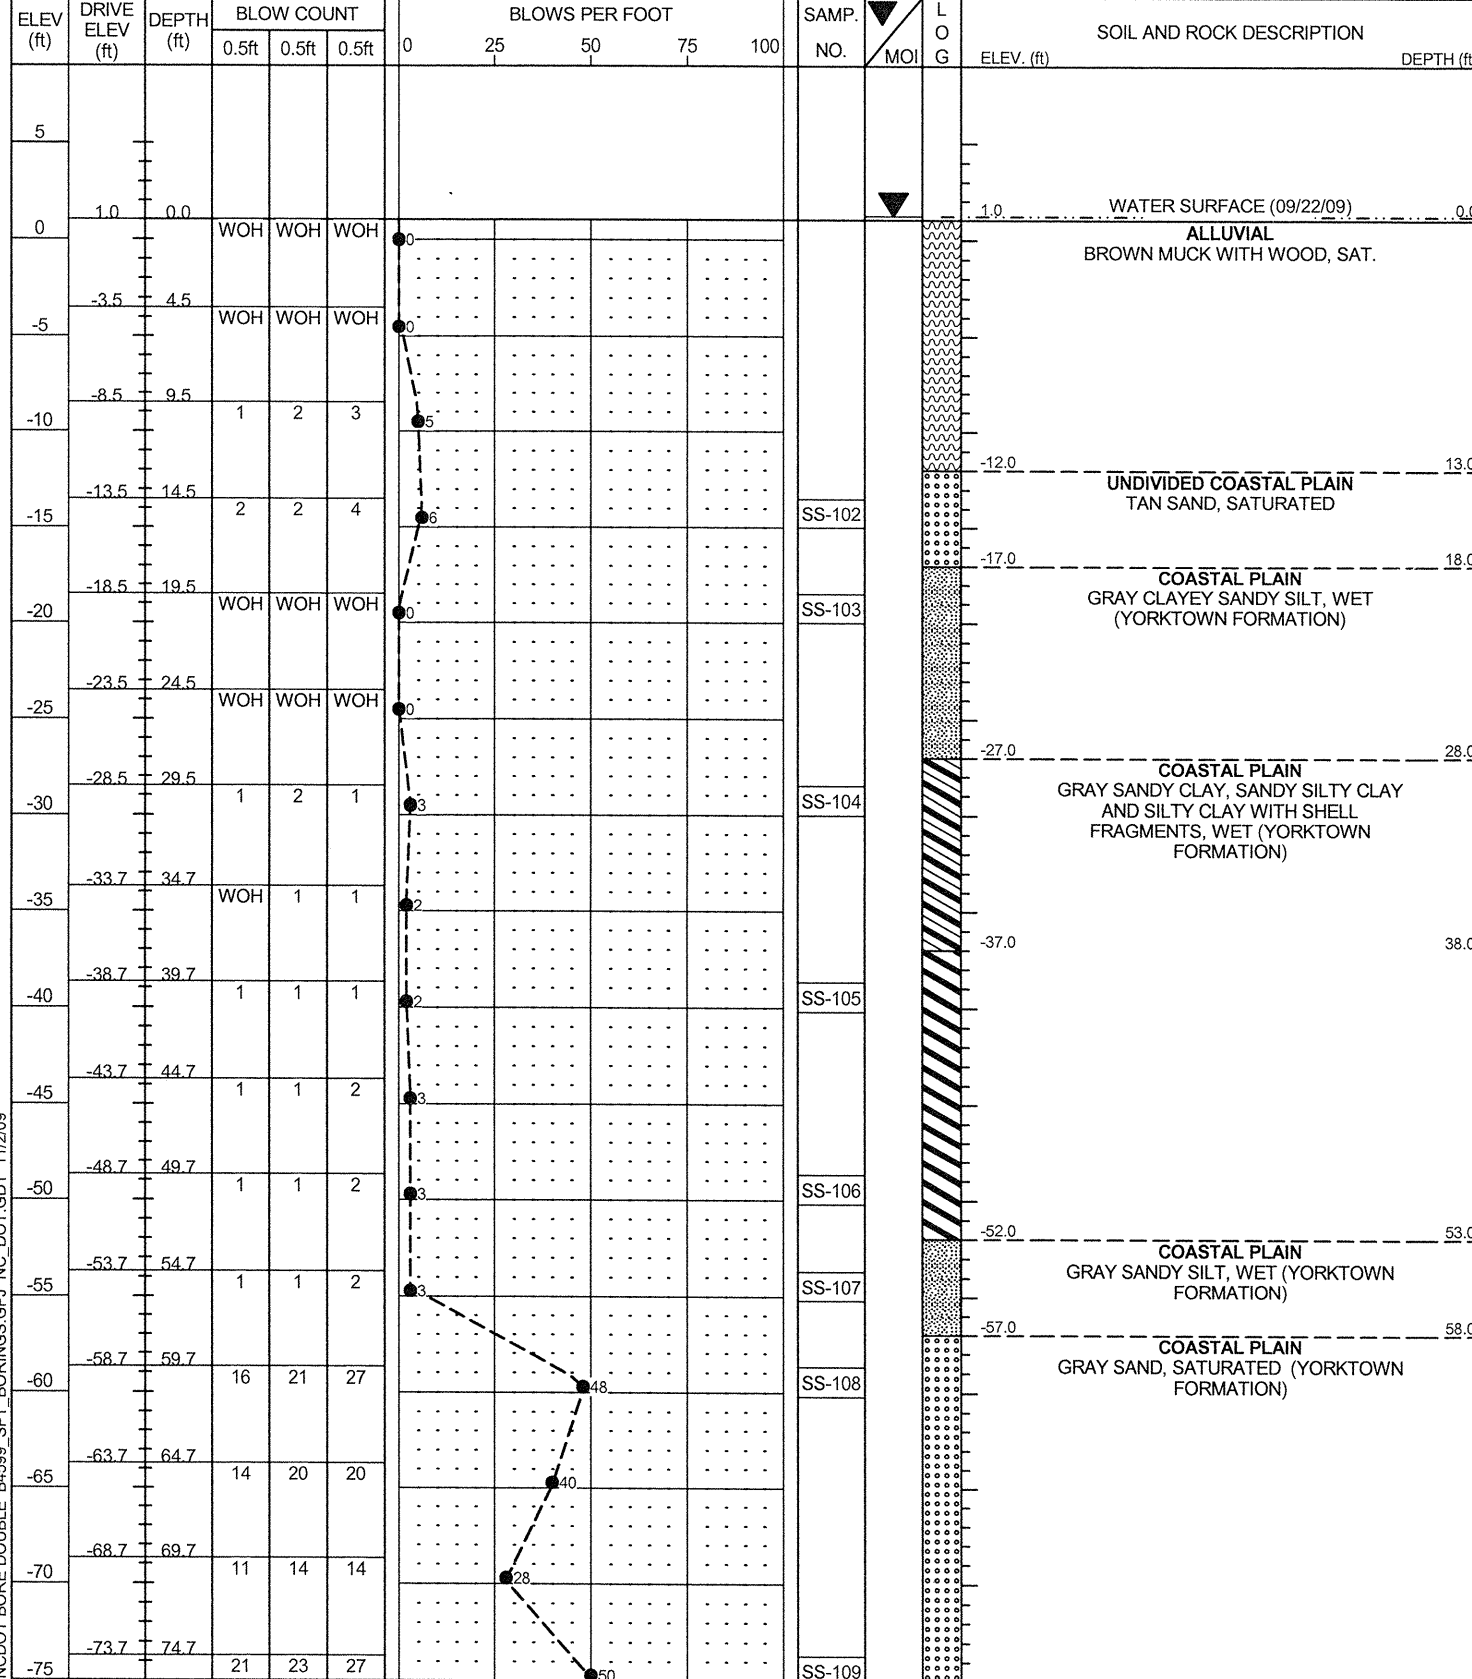 ELEV (ft) DRIVE ELEV (ft) DEPTH (ft) BLOW COUNT BLOWS PER FOOT SAMP. NO. MOI L O G SOIL AND ROCK DESCRIPTION
0.5ft 0.5ft 0.5ft 0 25 50 75 100 ELEV. (ft) DEPTH (ft
5
1.0 0.0 1.0 WATER SURFACE (09/22/09) 0.0
0 WOH WOH WOH 0 ALLUVIAL
BROWN MUCK WITH WOOD, SAT.
-3.5 4.5
-5 WOH WOH WOH 0
-8.5 9.5
-10 1 2 3 5
-12.0 13.0
-13.5 14.5 UNDIVIDED COASTAL PLAIN
-15 2 2 4 6 SS-102 TAN SAND, SATURATED
-17.0 18.0
-18.5 19.5 COASTAL PLAIN
-20 WOH WOH WOH 0 SS-103 GRAY CLAYEY SANDY SILT, WET
(YORKTOWN FORMATION)
-23.5 24.5
-25 WOH WOH WOH 0
-27.0 28.0
-28.5 29.5 COASTAL PLAIN
-30 1 2 1 3 SS-104 GRAY SANDY CLAY, SANDY SILTY CLAY
AND SILTY CLAY WITH SHELL
FRAGMENTS, WET (YORKTOWN
FORMATION)
-33.7 34.7
-35 WOH 1 1 2
-37.0 38.0
-38.7 39.7
-40 1 1 1 2 SS-105
-43.7 44.7
-45 1 1 2 3
-48.7 49.7
-50 1 1 2 3 SS-106
-52.0 53.0
-53.7 54.7 COASTAL PLAIN
-55 1 1 2 3 SS-107 GRAY SANDY SILT, WET (YORKTOWN
FORMATION)
-57.0 58.0
-58.7 59.7 COASTAL PLAIN
-60 16 21 27 48 SS-108 GRAY SAND, SATURATED (YORKTOWN
FORMATION)
-63.7 64.7
-65 14 20 20 40
-68.7 69.7
-70 11 14 14 28
-73.7 74.7
-75 21 23 27 50 SS-109
NCDOT BORE DOUBLE B4599_SPT_BORINGS.GPJ NC_DOT.GDT 11/2/09